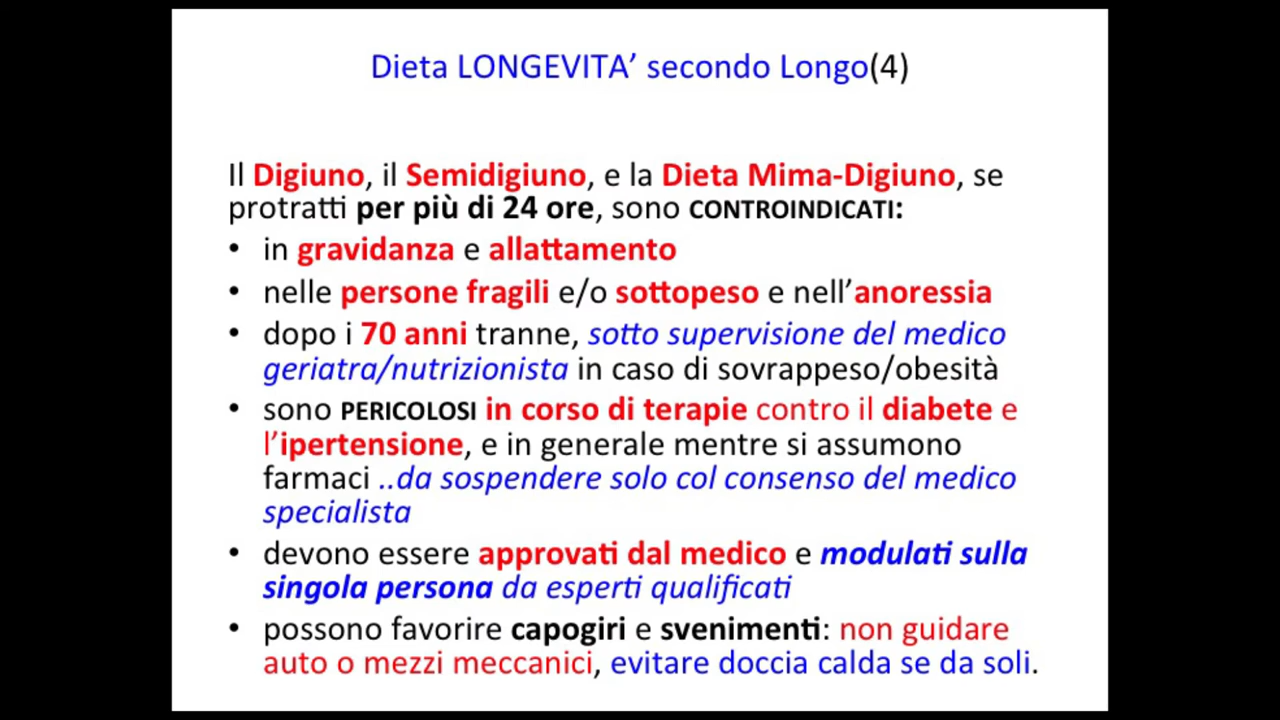 Dieta LONGEVITA’ secondo Longo(4)
Il Digiuno, il Semidigiuno, e la Dieta Mima-Digiuno, se
protratti per più di 24 ore, sono CONTROINDICATI:
• in gravidanza e allattamento
• nelle persone fragili e/o sottopeso e nell’anoressia
• dopo i 70 anni tranne, sotto supervisione del medico
geriatra/nutrizionista in caso di sovrappeso/obesità
• sono PERICOLOSI in corso di terapie contro il diabete e
l’ipertensione, e in generale mentre si assumono
farmaci ..da sospendere solo col consenso del medico
specialista
• devono essere approvati dal medico e modulati sulla
singola persona da esperti qualificati
• possono favorire capogiri e svenimenti: non guidare
auto o mezzi meccanici, evitare doccia calda se da soli.